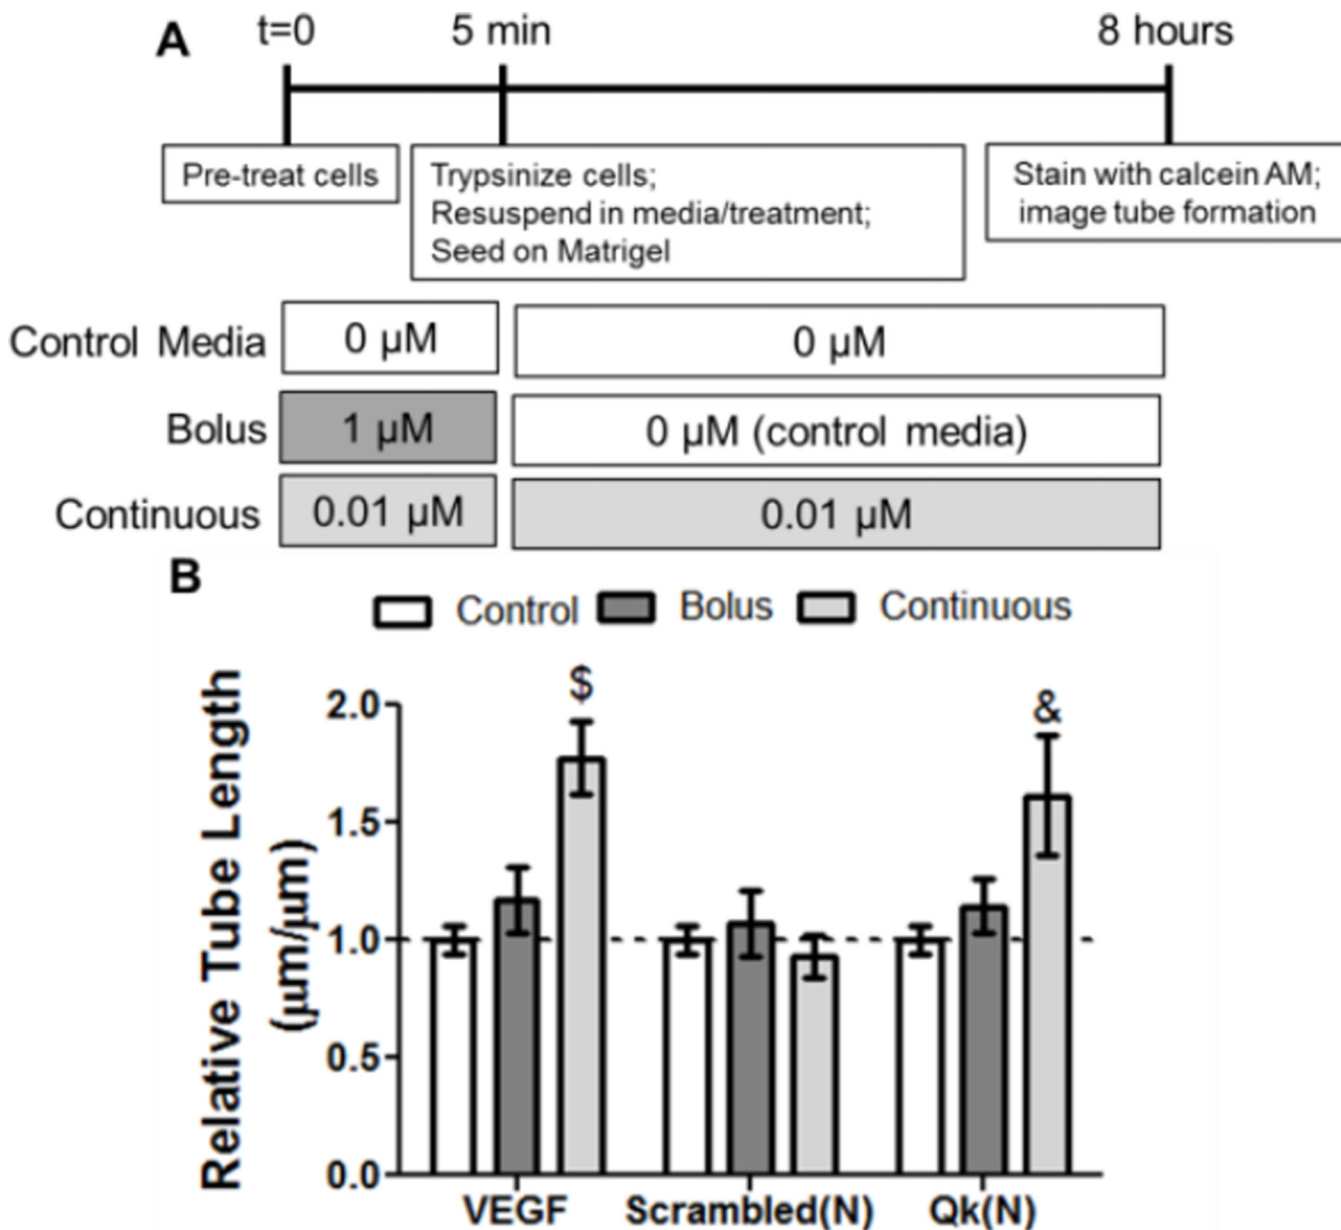 A
t=0 5 min 8 hours
Pre-treat cells
Trypsinize cells;
Resuspend in media/treatment;
Seed on Matrigel
Stain with calcein AM;
image tube formation
Control Media 0 µM 0 µM
Bolus 1 µM 0 µM (control media)
Continuous 0.01 µM 0.01 µM
B
Control Bolus Continuous
Relative Tube Length
(µm/µm)
2.0
1.5
1.0
0.5
0.0
$
&
VEGF Scrambled(N) Qk(N)